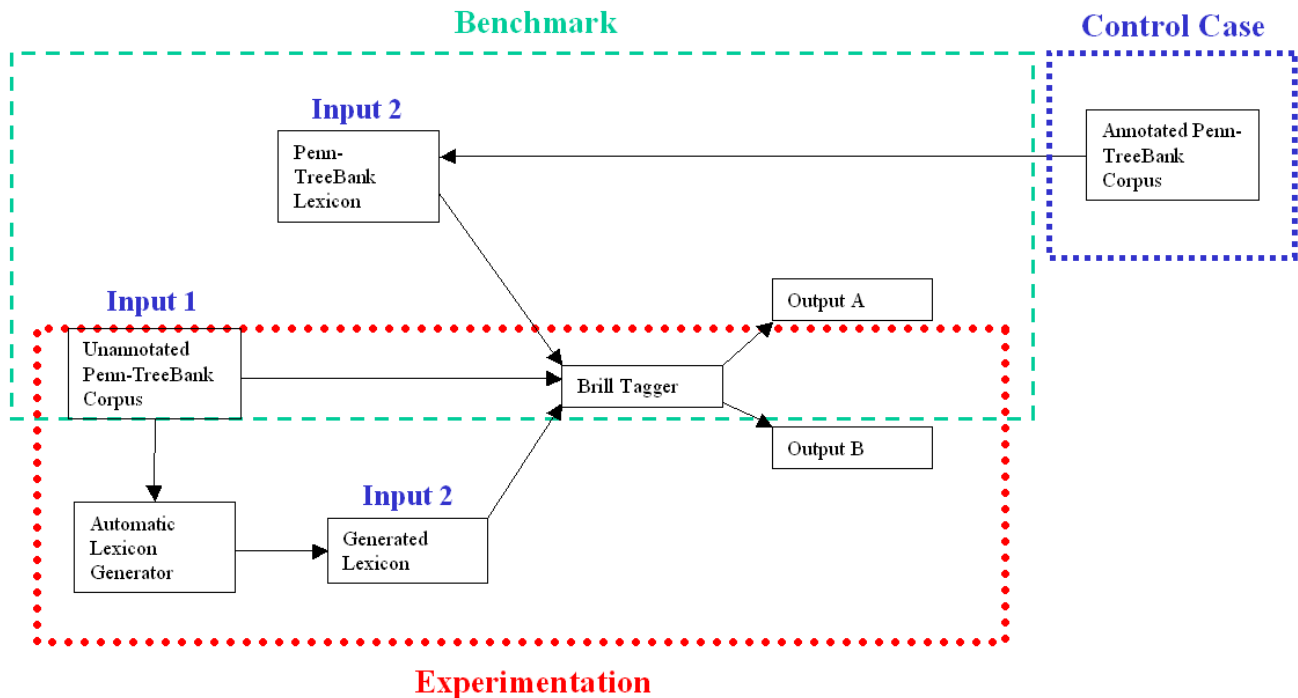 Benchmark
Control Case
Input 2
Annotated Penn-
TreeBank
Corpus
Penn-
TreeBank
Lexicon
Input 1
Output A
Unannotated
Penn-TreeBank
Corpus
Brill Tagger
Output B
Input 2
Automatic
Lexicon
Generator
Generated
Lexicon
Experimentation